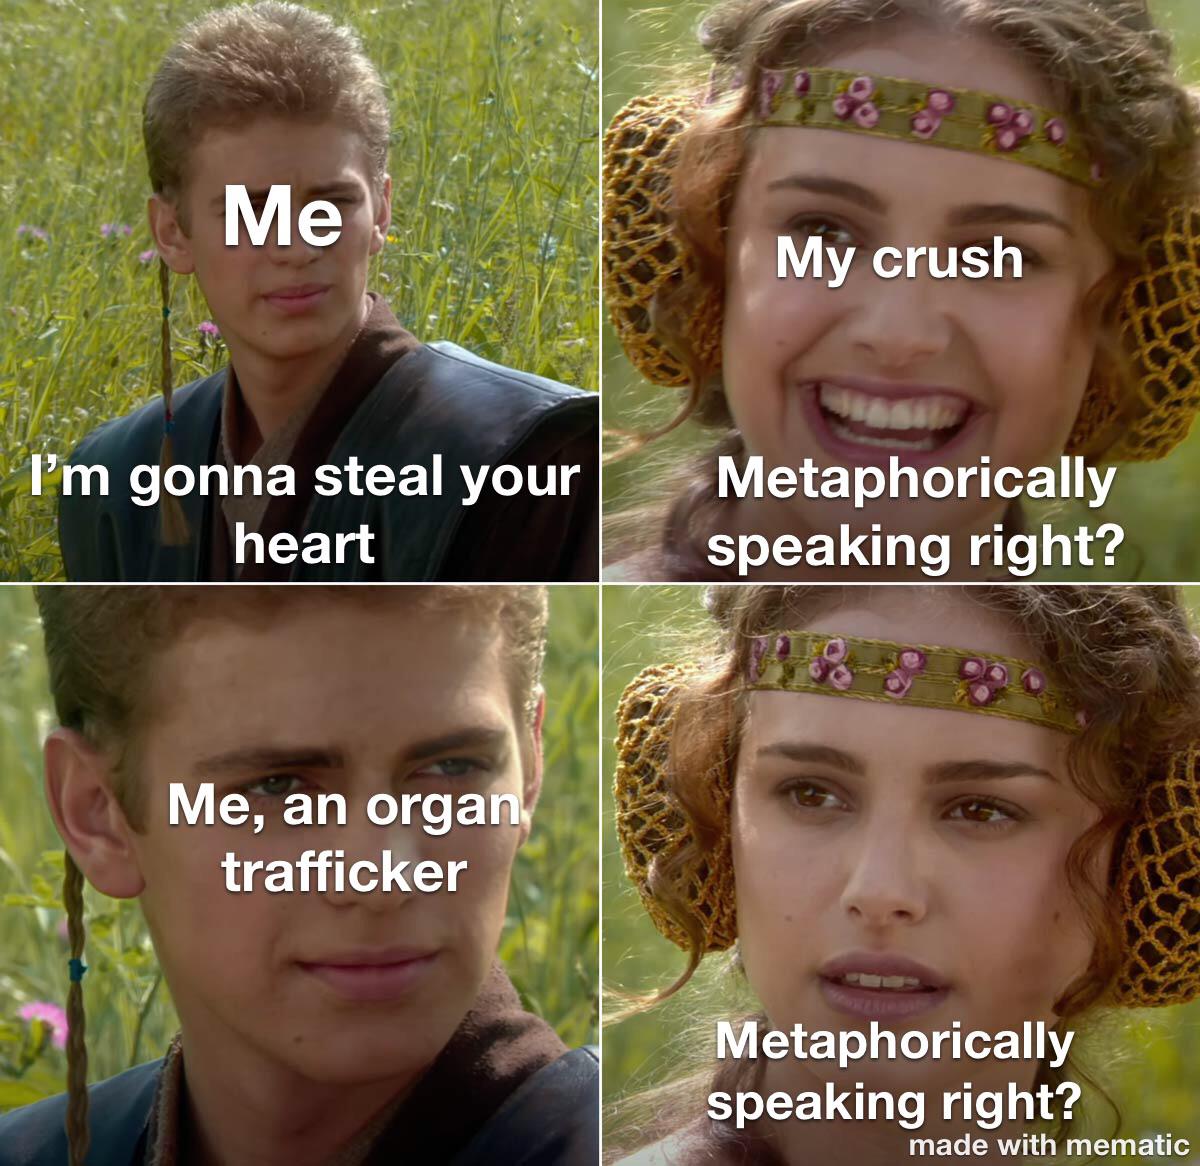 Me
I'm gonna steal your
heart
My crush
Metaphorically
speaking right?
Me, an organ
trafficker
Metaphorically
speaking right?
made with mematic